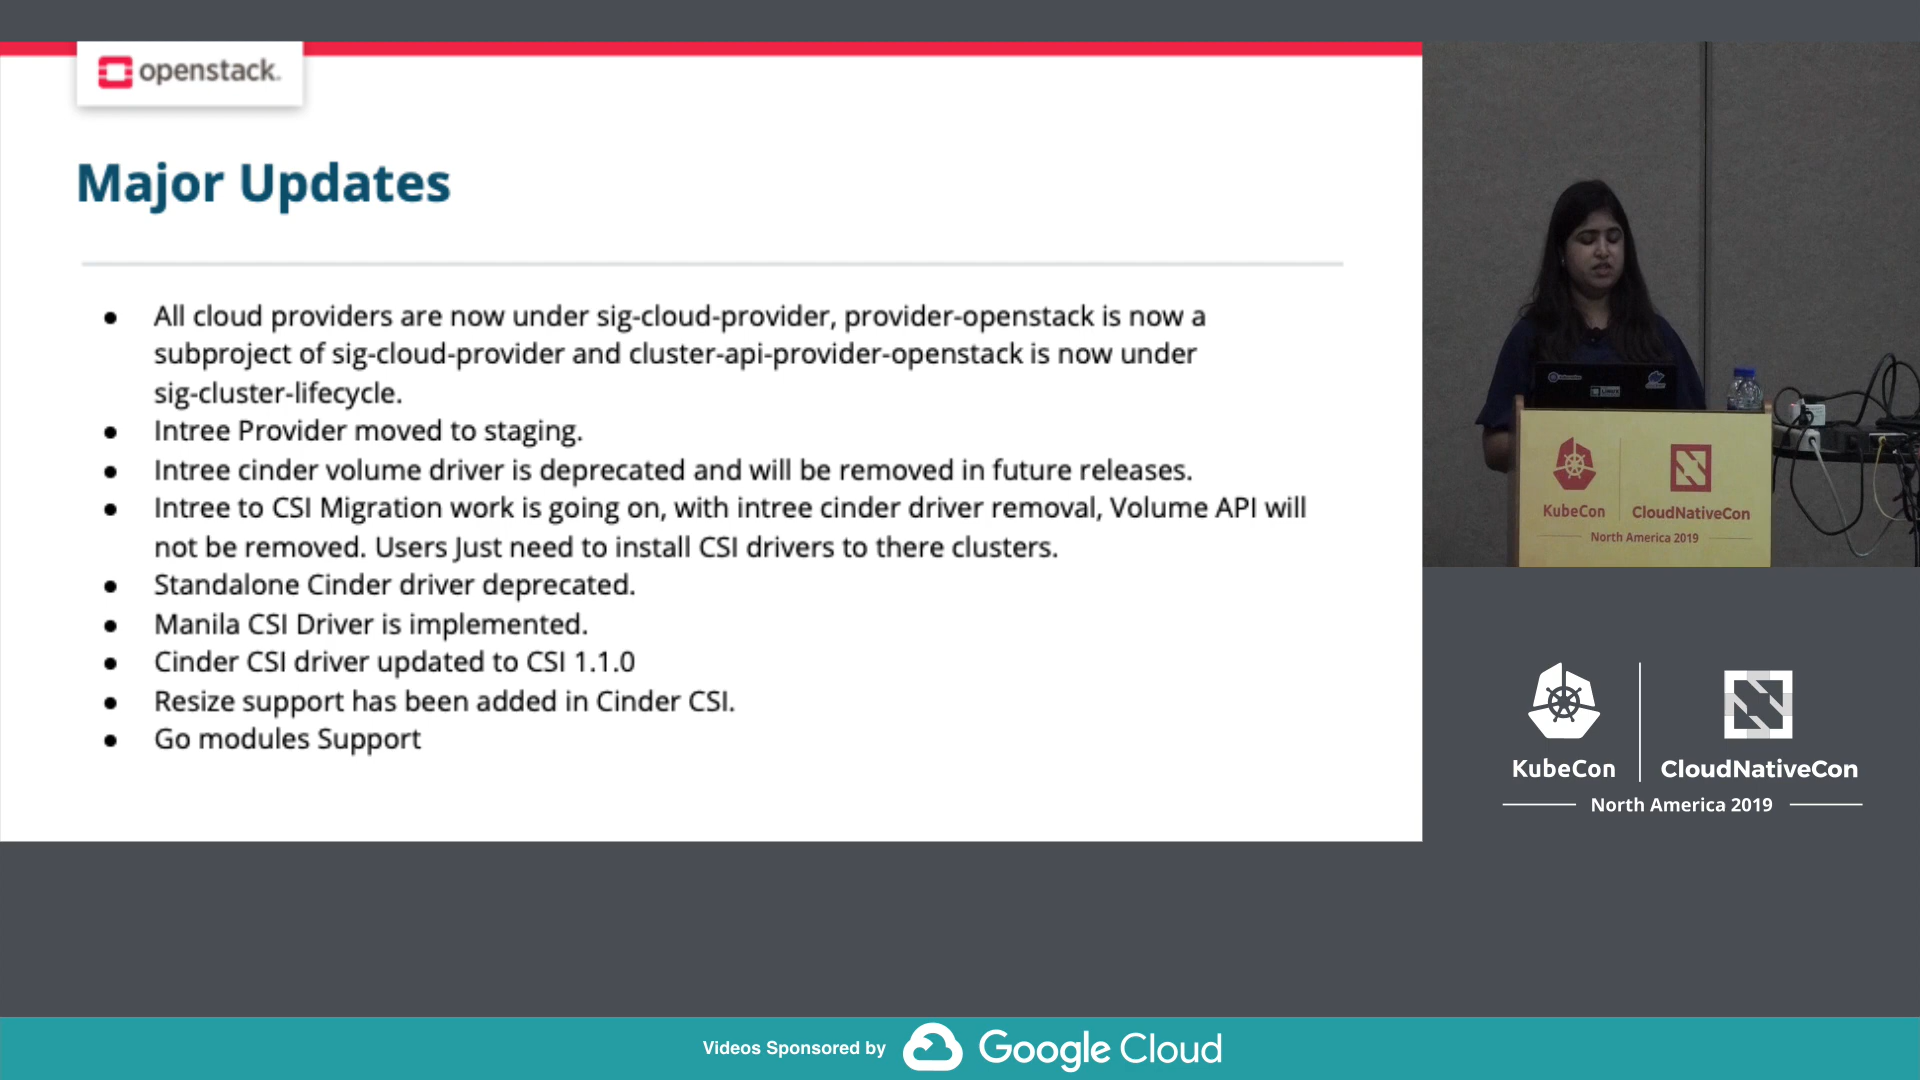 openstack.
Major Updates
● All cloud providers are now under sig-cloud-provider, provider-openstack is now a
subproject of sig-cloud-provider and cluster-api-provider-openstack is now under
sig-cluster-lifecycle.
● Intree Provider moved to staging.
● Intree cinder volume driver is deprecated and will be removed in future releases.
● Intree to CSI Migration work is going on, with intree cinder driver removal, Volume API will
not be removed. Users Just need to install CSI drivers to there clusters.
● Standalone Cinder driver deprecated.
● Manila CSI Driver is implemented.
● Cinder CSI driver updated to CSI 1.1.0
● Resize support has been added in Cinder CSI.
● Go modules Support
KubeCon CloudNativeCon
North America 2019
KubeCon CloudNativeCon
North America 2019
Videos Sponsored by Google Cloud